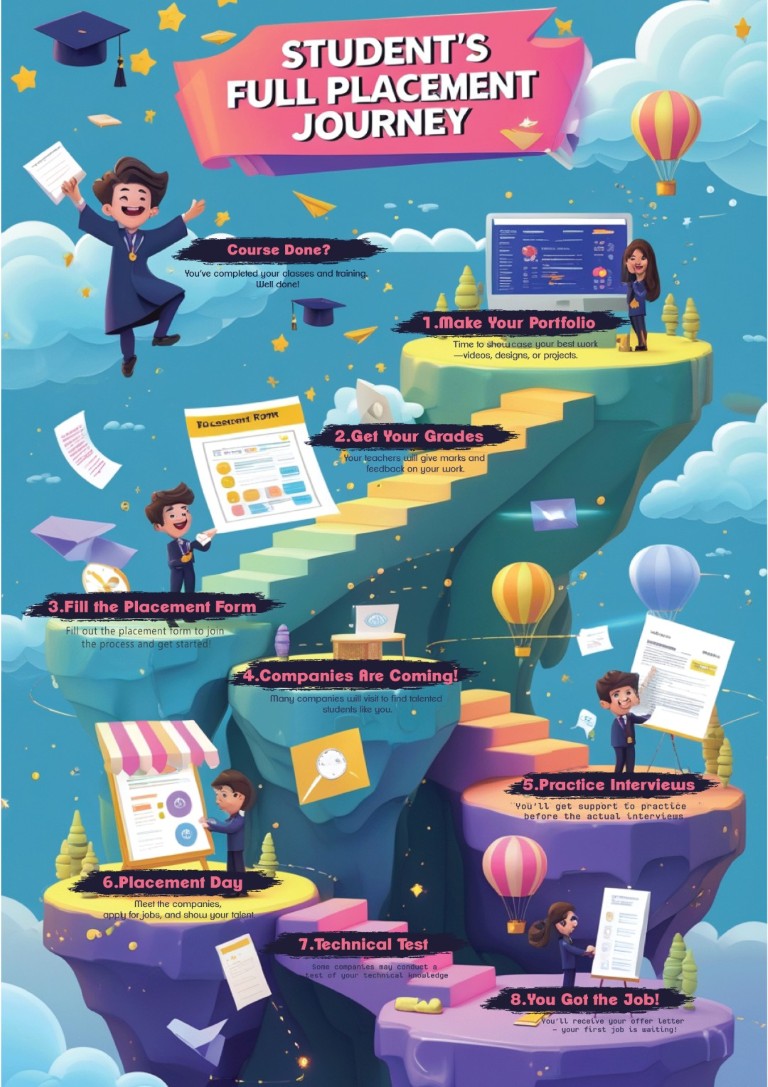 STUDENT'S
FULL PLACEMENT
JOURNEY
Course Done?
You've completed your classes and training.
Well done!
1.Make Your Portfolio
Time to showcase your best work
—videos, designs, or projects.
2.Get Your Grades
Your teachers will give marks and
feedback on your work.
3.Fill the Placement Form
Fill out the placement form to join
the process and get started!
4.Companies Are Coming!
Many companies will visit to find talented
students like you.
5.Practice Interviews
You'll get support to practice
before the actual interviews
6.Placement Day
Meet the companies,
apply for jobs, and show your talent
7.Technical Test
Some companies may conduct a
test of your technical knowledge
8.You Got the Job!
You'll receive your offer letter
– your first job is waiting!